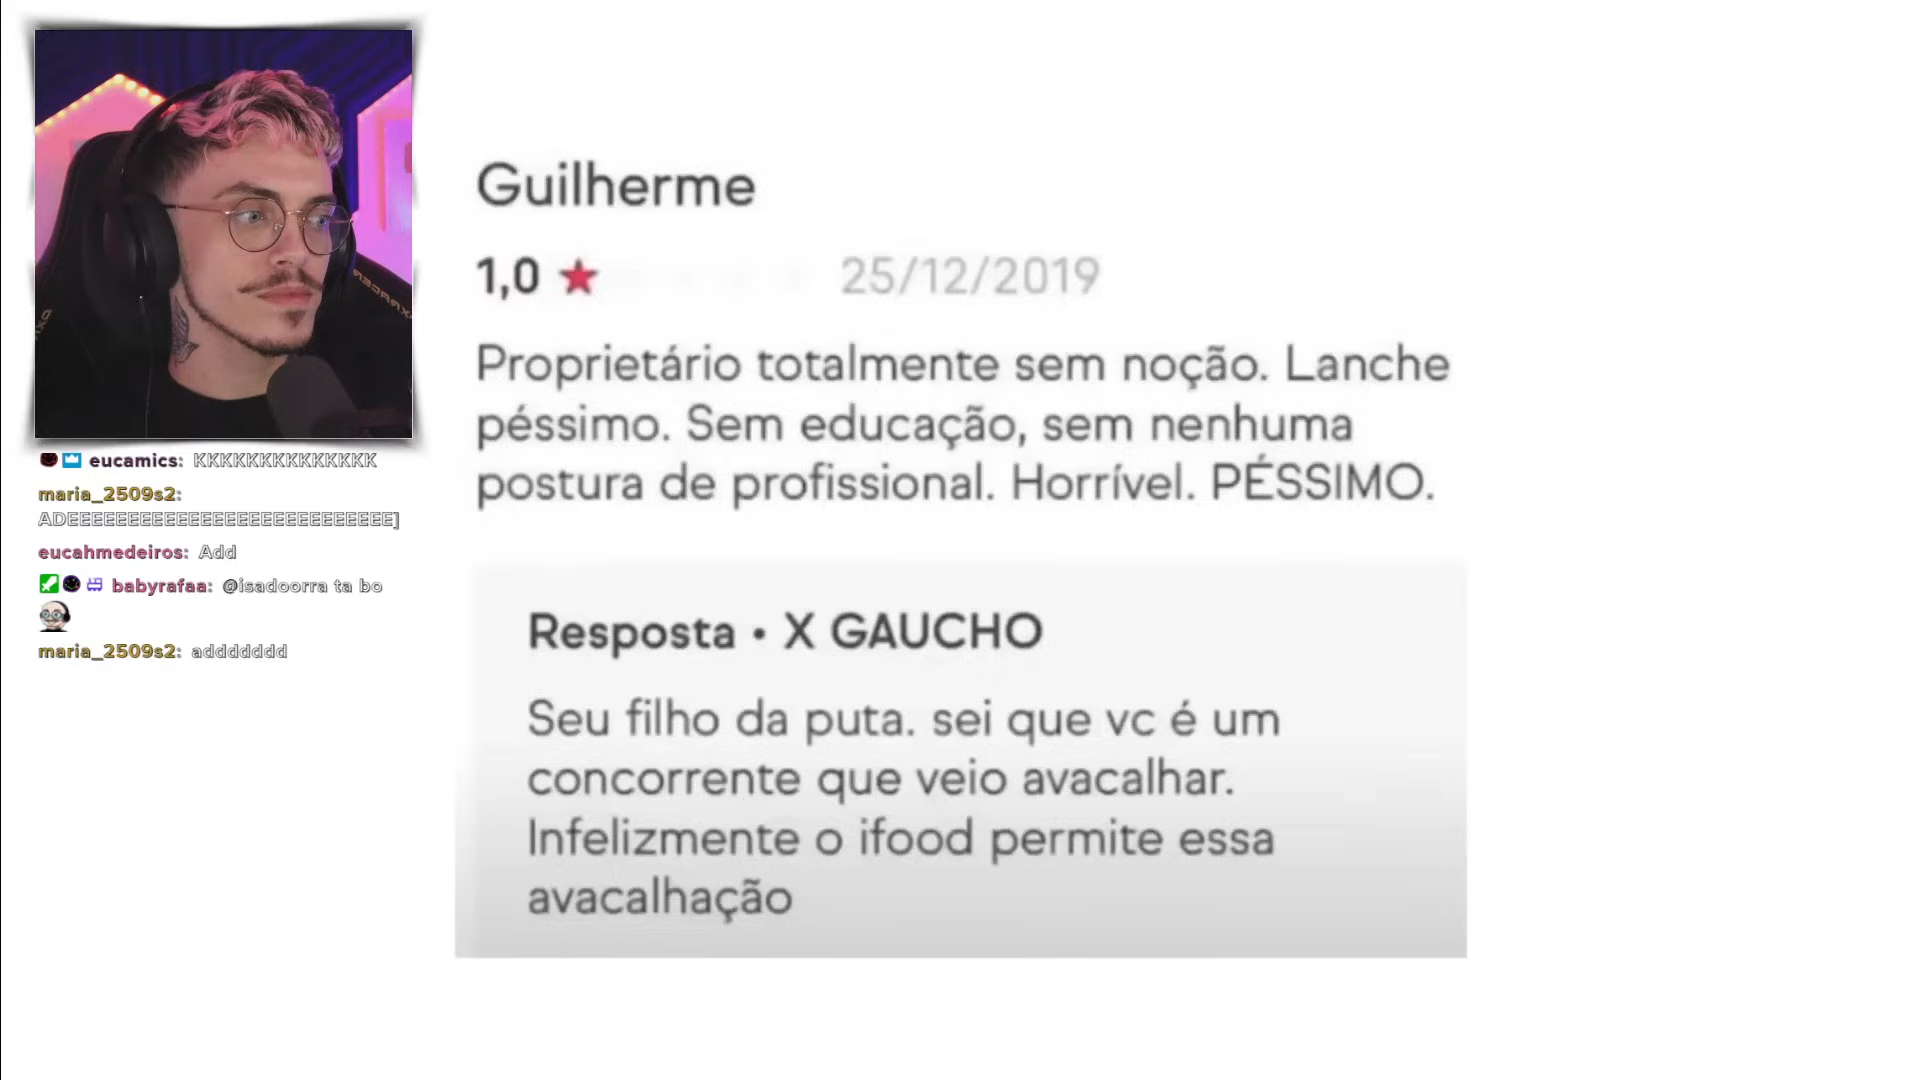 eucamics: KKKKKKKKKKKKKK
maria_2509s2:
ADEEEEEEEEEEEEEEEEEEEEEEEEEEE]
eucahmedeiros: Add
babyrafaa: @isadoorra ta bo
maria_2509s2: addddddd
Guilherme
1,0 ★ 25/12/2019
Proprietário totalmente sem noção. Lanche
péssimo. Sem educação, sem nenhuma
postura de profissional. Horrível. PÉSSIMO.
Resposta • X GAUCHO
Seu filho da puta. sei que vc é um
concorrente que veio avacalhar.
Infelizmente o ifood permite essa
avacalhação